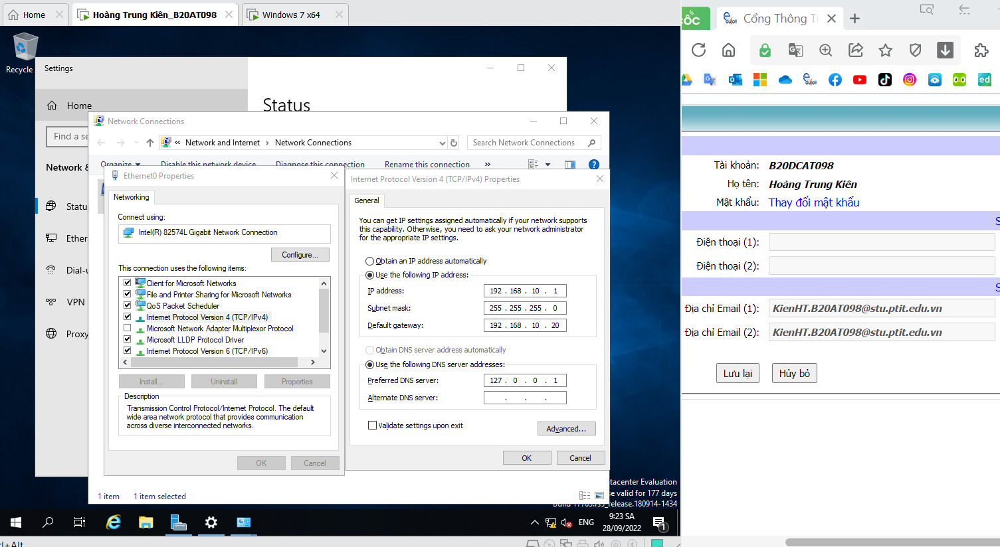 Home
Hoàng Trung Kiên_B20AT098
Windows 7 x64
Cổng Thông Ti
Recycle
Settings
Home
Find a se
Network &
Statu
Ether
Dial-u
VPN
Proxy
Status
Network Connections
« Network and Internet › Network Connections
Search Network Connections
Organize
Disable this network device
Diagnose this connection
Rename this connection
»
Ethernet0 Properties
Networking
Connect using:
Intel(R) 82574L Gigabit Network Connection
Configure...
This connection uses the following items:
Client for Microsoft Networks
File and Printer Sharing for Microsoft Networks
QoS Packet Scheduler
Internet Protocol Version 4 (TCP/IPv4)
Microsoft Network Adapter Multiplexor Protocol
Microsoft LLDP Protocol Driver
Internet Protocol Version 6 (TCP/IPv6)
Install...
Uninstall
Properties
Description
Transmission Control Protocol/Internet Protocol. The default
wide area network protocol that provides communication
across diverse interconnected networks.
OK
Cancel
Internet Protocol Version 4 (TCP/IPv4) Properties
General
You can get IP settings assigned automatically if your network supports
this capability. Otherwise, you need to ask your network administrator
for the appropriate IP settings.
Obtain an IP address automatically
Use the following IP address:
IP address: 192 . 168 . 10 . 1
Subnet mask: 255 . 255 . 255 . 0
Default gateway: 192 . 168 . 10 . 20
Obtain DNS server address automatically
Use the following DNS server addresses:
Preferred DNS server: 127 . 0 . 0 . 1
Alternate DNS server: . . .
Validate settings upon exit
Advanced...
OK
Cancel
1 item
1 item selected
tacenter Evaluation
se valid for 177 days
Build 17763.rs5_release.180914-1434
ENG
9:23 SA
28/09/2022
1
rl+Alt
cốc
ed
Tài khoản: B20DCAT098
Họ tên: Hoàng Trung Kiên
Mật khẩu: Thay đổi mật khẩu
S
Điện thoại (1):
Điện thoại (2):
S
Địa chỉ Email (1): KienHT.B20AT098@stu.ptit.edu.vn
Địa chỉ Email (2): KienHT.B20AT098@stu.ptit.edu.vn
Lưu lại
Hủy bỏ